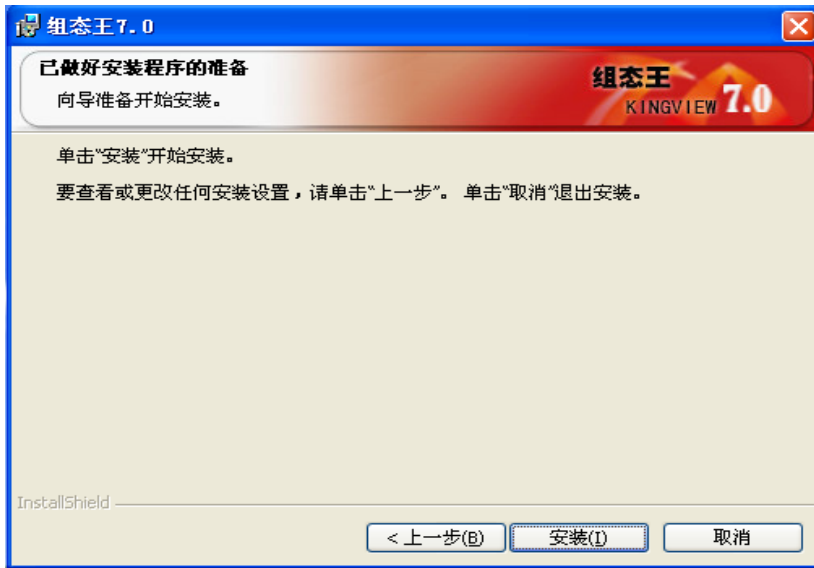 组态王7.0
已做好安装程序的准备
向导准备开始安装。
组态王
KINGVIEW 7.0
单击“安装”开始安装。
要查看或更改任何安装设置，请单击“上一步”。 单击“取消”退出安装。
InstallShield
< 上一步(B)
安装(I)
取消